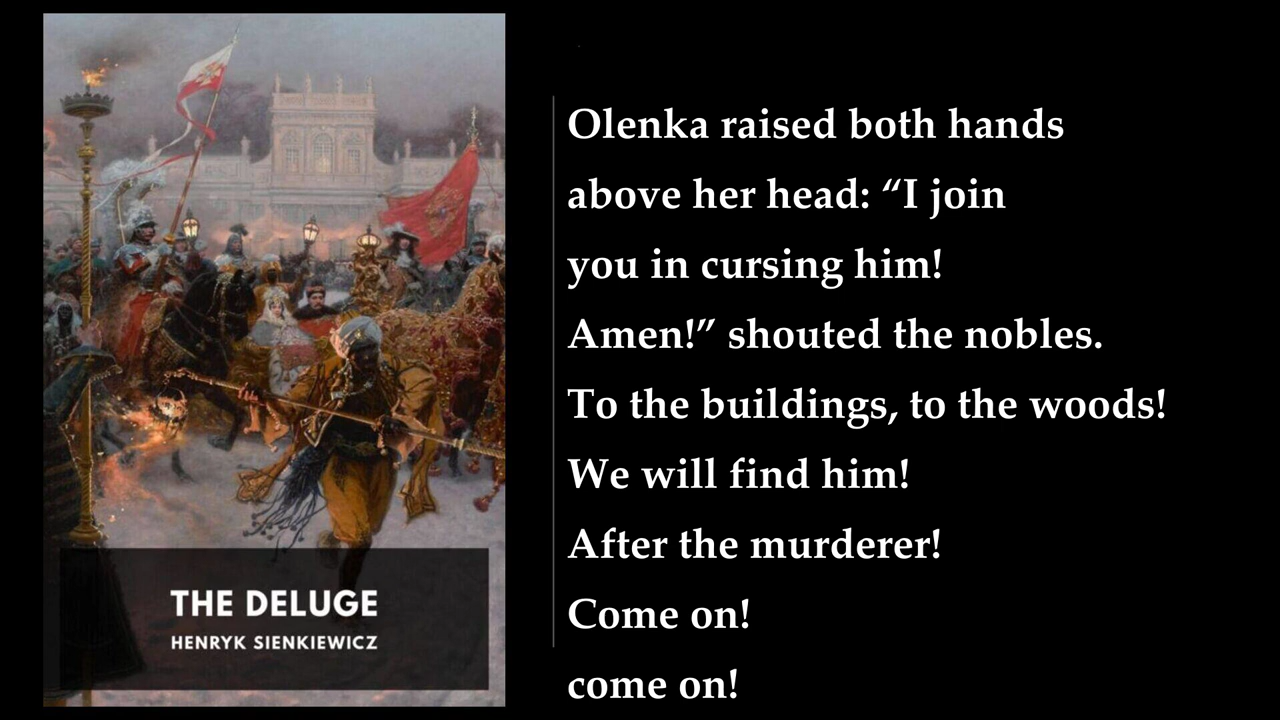 THE DELUGE
HENRYK SIENKIEWICZ
Olenka raised both hands
above her head: “I join
you in cursing him!
Amen!” shouted the nobles.
To the buildings, to the woods!
We will find him!
After the murderer!
Come on!
come on!